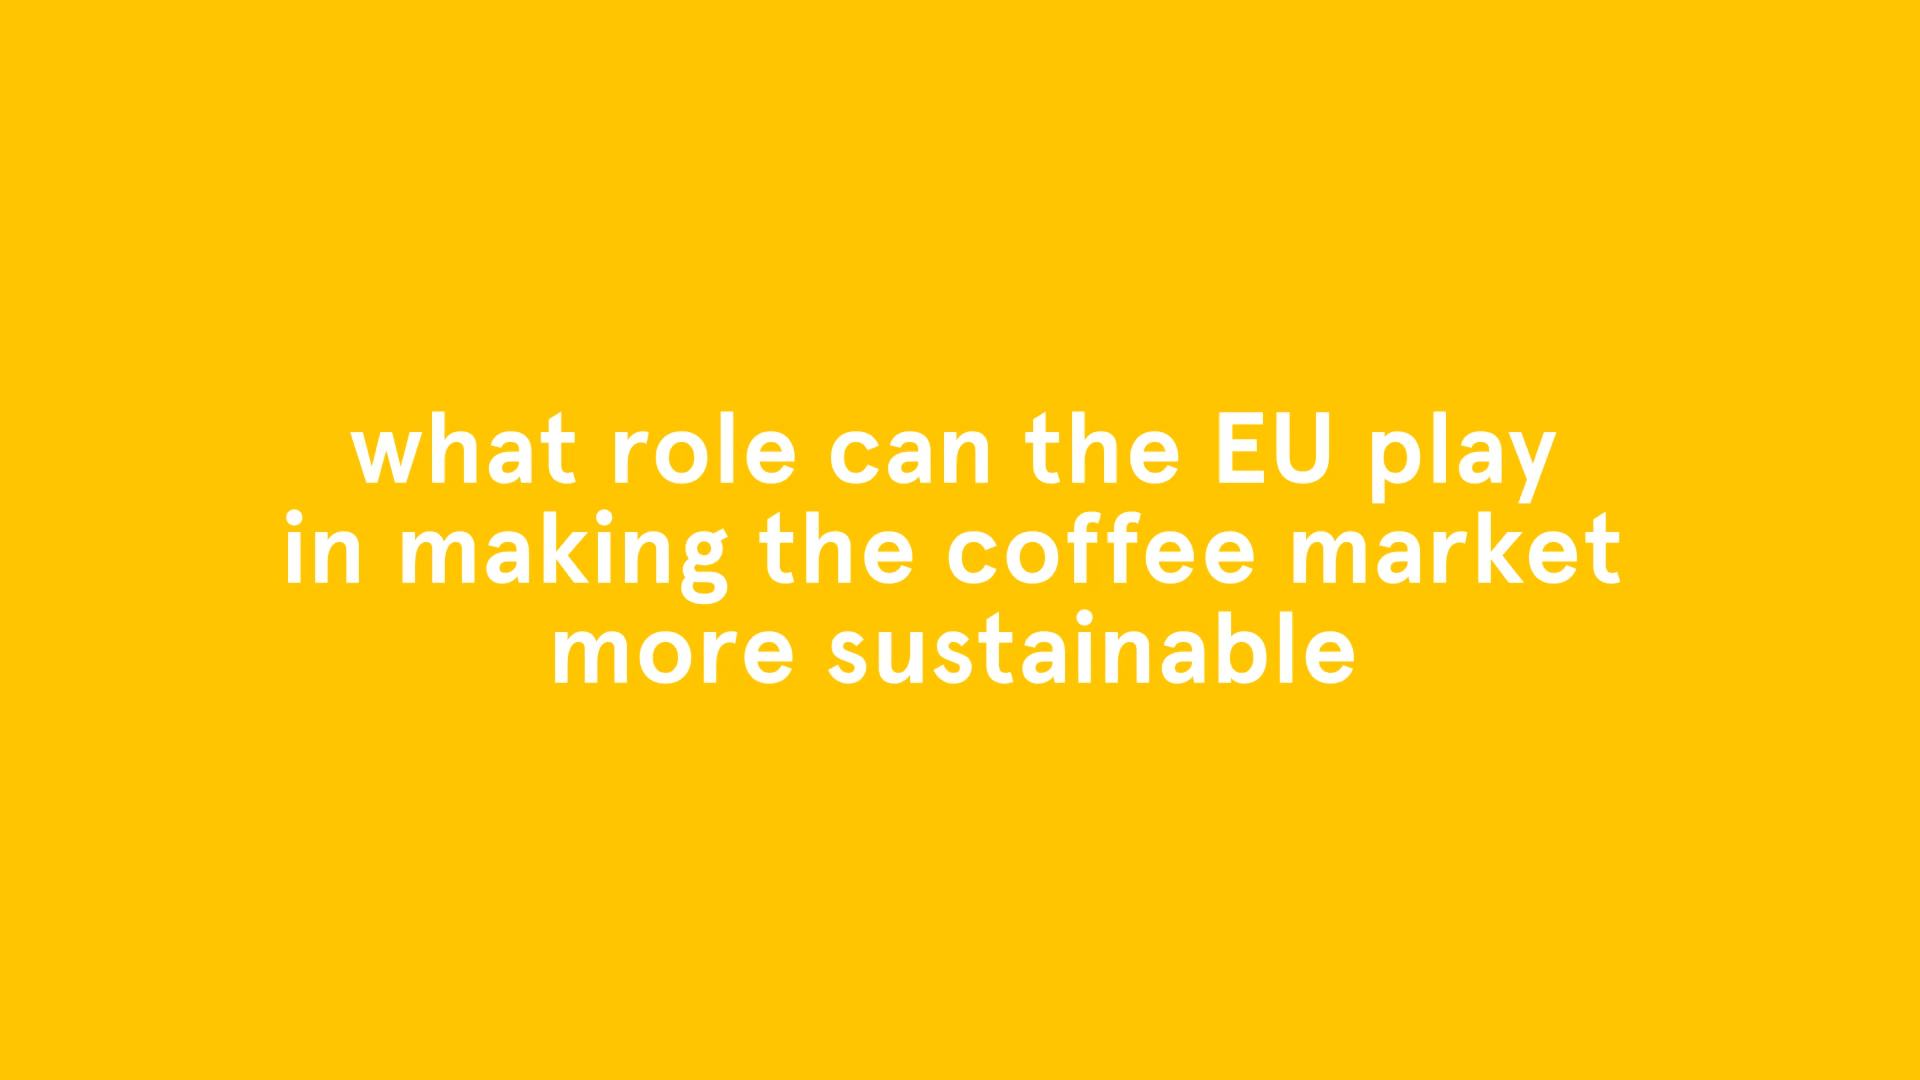 what role can the EU play
in making the coffee market
more sustainable